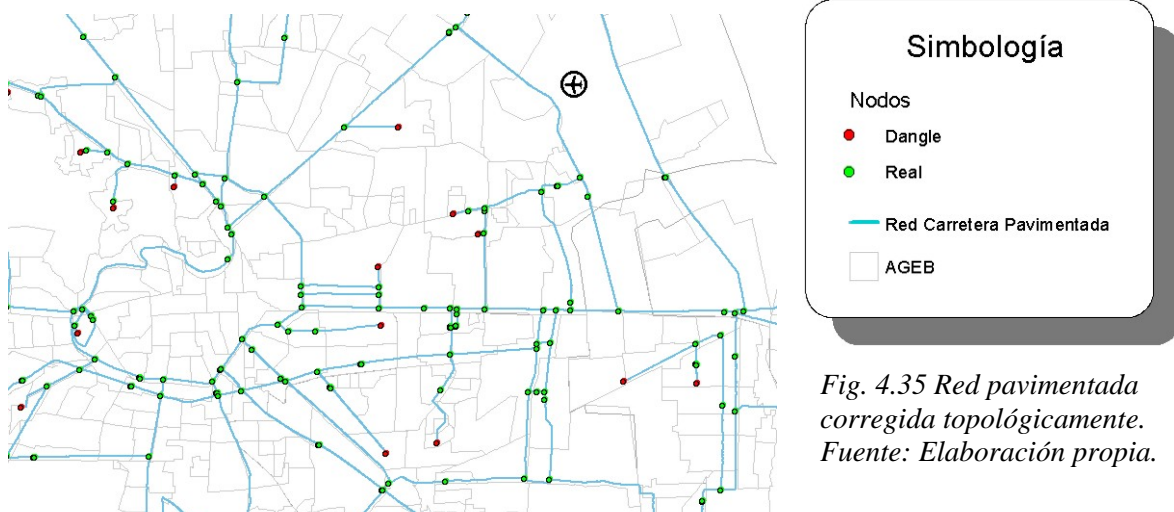 Simbología
Nodos
Dangle
Real
Red Carretera Pavimentada
AGEB
Fig. 4.35 Red pavimentada
corregida topológicamente.
Fuente: Elaboración propia.